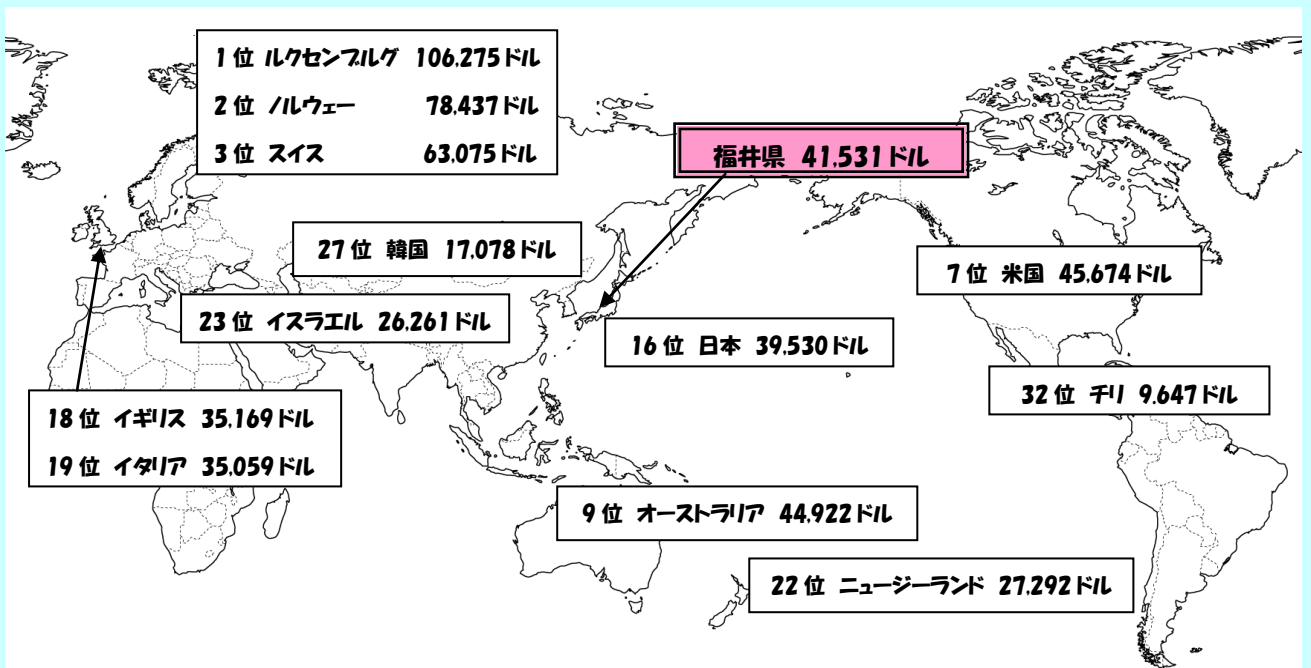 1位 ルクセンブルグ 106,275ドル
2位 ノルウェー 78,437ドル
3位 スイス 63,075ドル
福井県 41,531ドル
27位 韓国 17,078ドル
7位 米国 45,674ドル
23位 イスラエル 26,261ドル
16位 日本 39,530ドル
32位 チリ 9,647ドル
18位 イギリス 35,169ドル
19位 イタリア 35,059ドル
9位 オーストラリア 44,922ドル
22位 ニュージーランド 27,292ドル